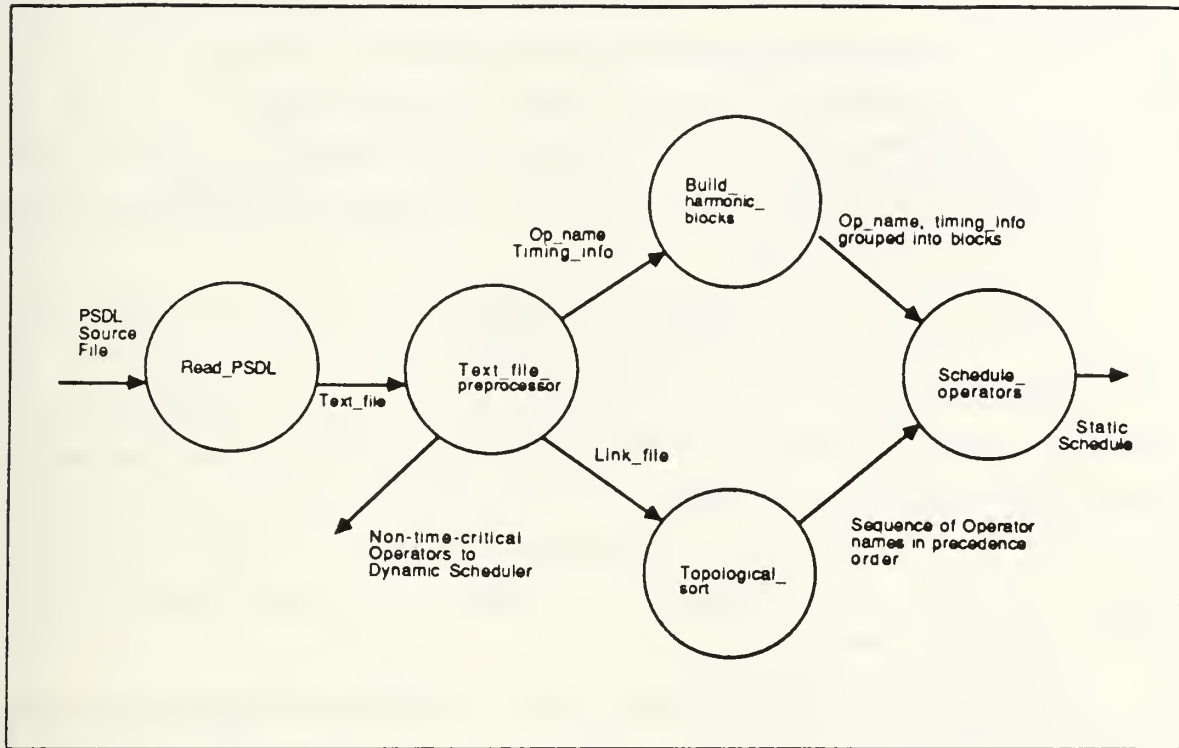 PSDL
Source
File
Read_PSDL
Text_file
Text_file_
preprocessor
Op_name
Timing_info
Build_
harmonic_
blocks
Op_name, timing_info
grouped into blocks
Link_file
Non-time-critical
Operators to
Dynamic Scheduler
Topological_
sort
Sequence of Operator
names in precedence
order
Schedule_
operators
Static
Schedule